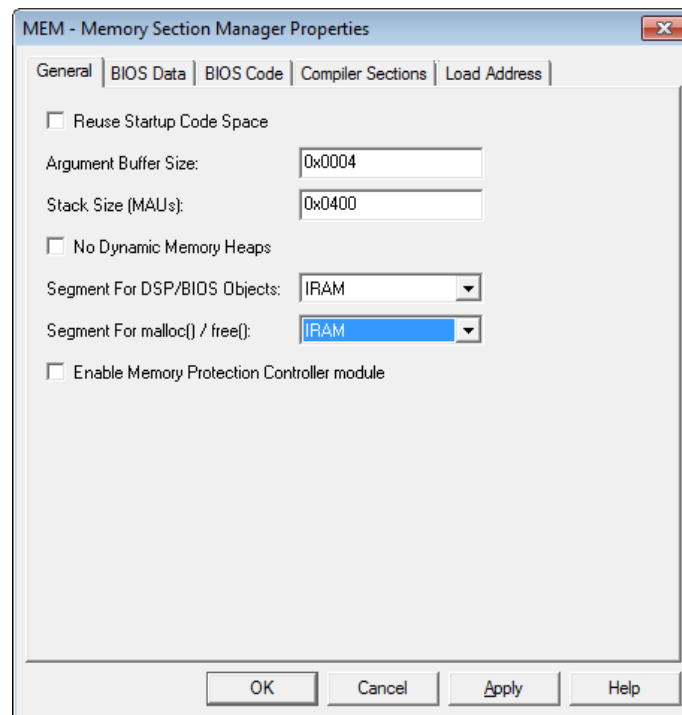 MEM - Memory Section Manager Properties
General BIOS Data BIOS Code Compiler Sections Load Address
Reuse Startup Code Space
Argument Buffer Size: 0x0004
Stack Size (MAUs): 0x0400
No Dynamic Memory Heaps
Segment For DSP/BIOS Objects: IRAM
Segment For malloc() / free(): IRAM
Enable Memory Protection Controller module
OK Cancel Apply Help